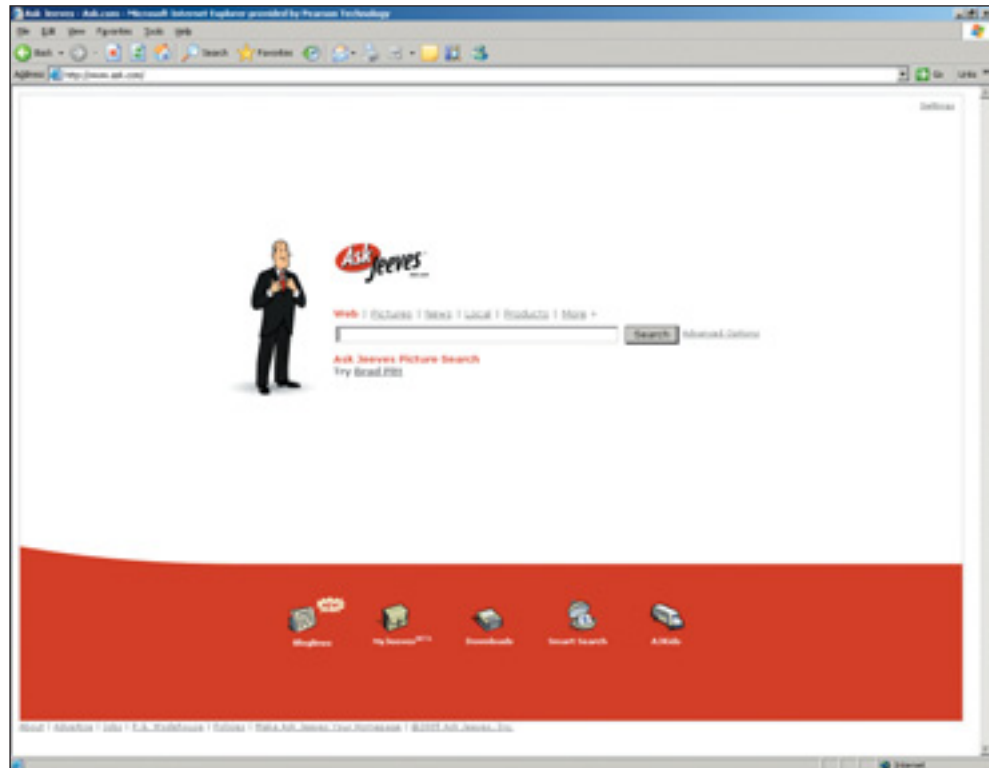 Ask Jeeves - Ask.com - Microsoft Internet Explorer provided by Pearson Technology
File Edit View Favorites Tools Help
Back Search Favorites
Address http://www.ask.com/ Go Links
Settings
Ask Jeeves
Web | Pictures | News | Local | Products | More »
Search Advanced Options
Ask Jeeves Picture Search
Try Brad Pitt
NEW
Bloglines MyJeeves BETA Downloads Smart Search AJKids
About | Advertise | Jobs | P.G. Wodehouse | Policies | Make Ask Jeeves Your Homepage | ©2005 Ask Jeeves, Inc.
Internet